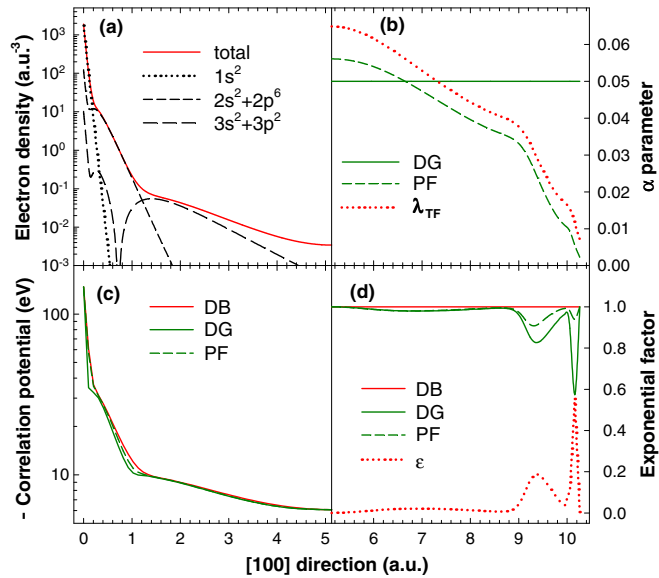 (a)
Electron density (a.u.⁻³)
10³
10²
10¹
10⁰
10⁻¹
10⁻²
10⁻³
total
1s²
2s²+2p⁶
3s²+3p²
(b)
DG
PF
λTF
0.06
0.05
0.04
0.03
0.02
0.01
0.00
α parameter
(c)
- Correlation potential (eV)
100
10
DB
DG
PF
0 1 2 3 4 5
(d)
DB
DG
PF
ε
1.0
0.8
0.6
0.4
0.2
0.0
Exponential factor
6 7 8 9 10
[100] direction (a.u.)